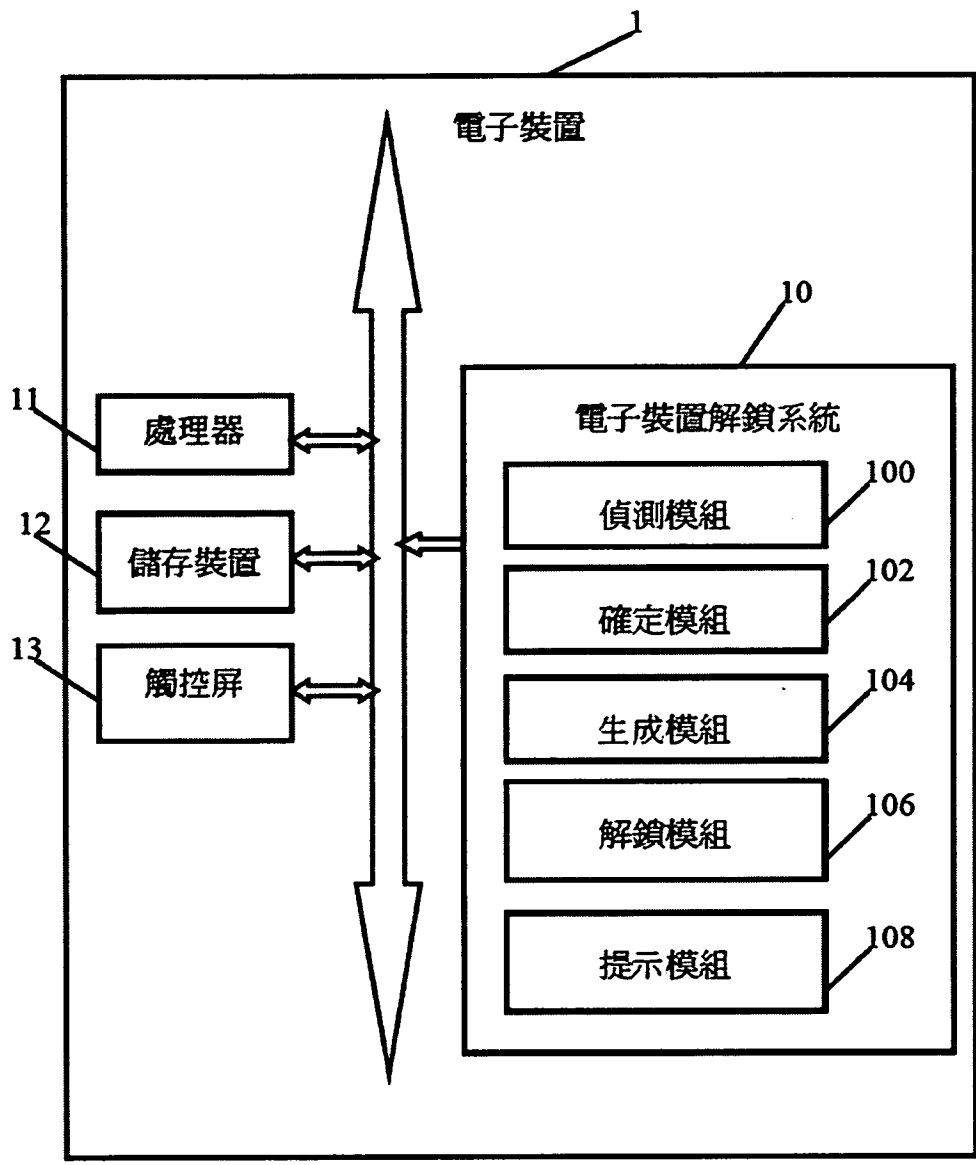 1
電子裝置
10
電子裝置解鎖系統
11
處理器
12
儲存裝置
13
觸控屏
偵測模組
100
確定模組
102
生成模組
104
解鎖模組
106
提示模組
108